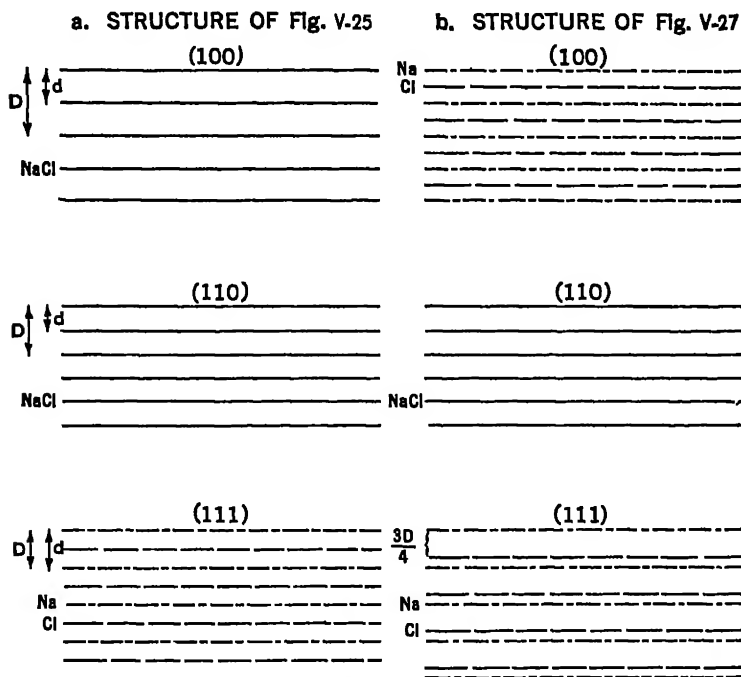 a. STRUCTURE OF Fig. V-25
b. STRUCTURE OF Fig. V-27
(100)
D
d
NaCl
(100)
Na
Cl
(110)
D
d
NaCl
(110)
NaCl
(111)
D
d
Na
Cl
(111)
3D
4
Na
Cl